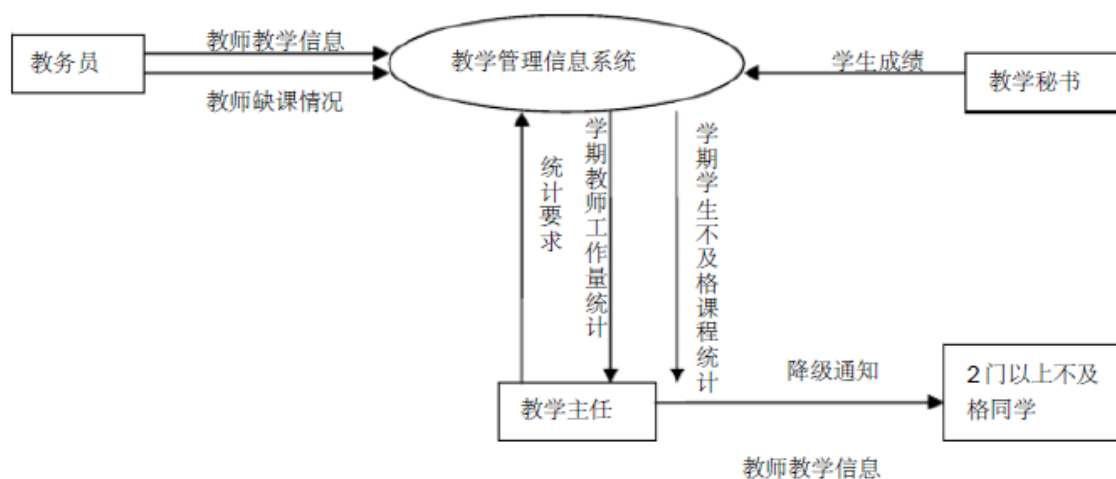 教务员
教师教学信息
教师缺课情况
教学管理信息系统
学生成绩
教学秘书
统计要求
学期教师工作量统计
学期学生不及格课程统计
教学主任
降级通知
2门以上不及
格同学
教师教学信息